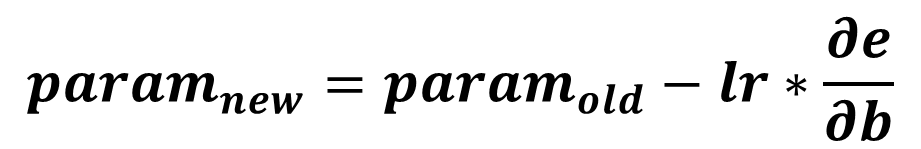 param_new = param_old − lr * ∂e/∂b